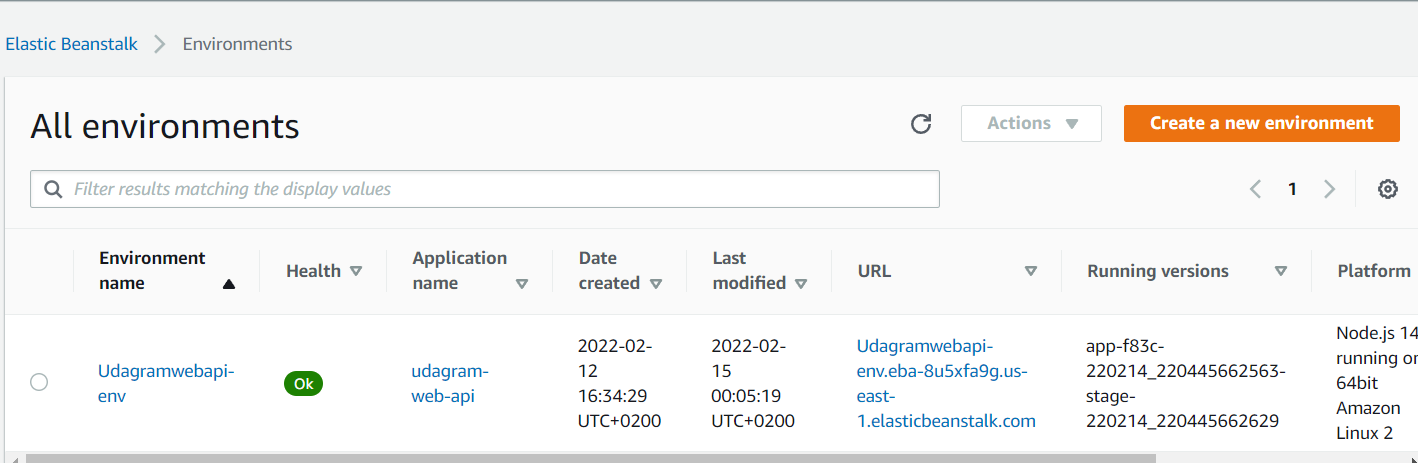 Elastic Beanstalk > Environments
All environments
Actions
Create a new environment
Filter results matching the display values
1
Environment name
Health
Application name
Date created
Last modified
URL
Running versions
Platform
Udagramwebapi-
env
Ok
udagram-
web-api
2022-02-
12
16:34:29
UTC+0200
2022-02-
15
00:05:19
UTC+0200
Udagramwebapi-
env.eba-8u5xfa9g.us-
east-
1.elasticbeanstalk.com
app-f83c-
220214_220445662563-
stage-
220214_220445662629
Node.js 14
running on
64bit
Amazon
Linux 2